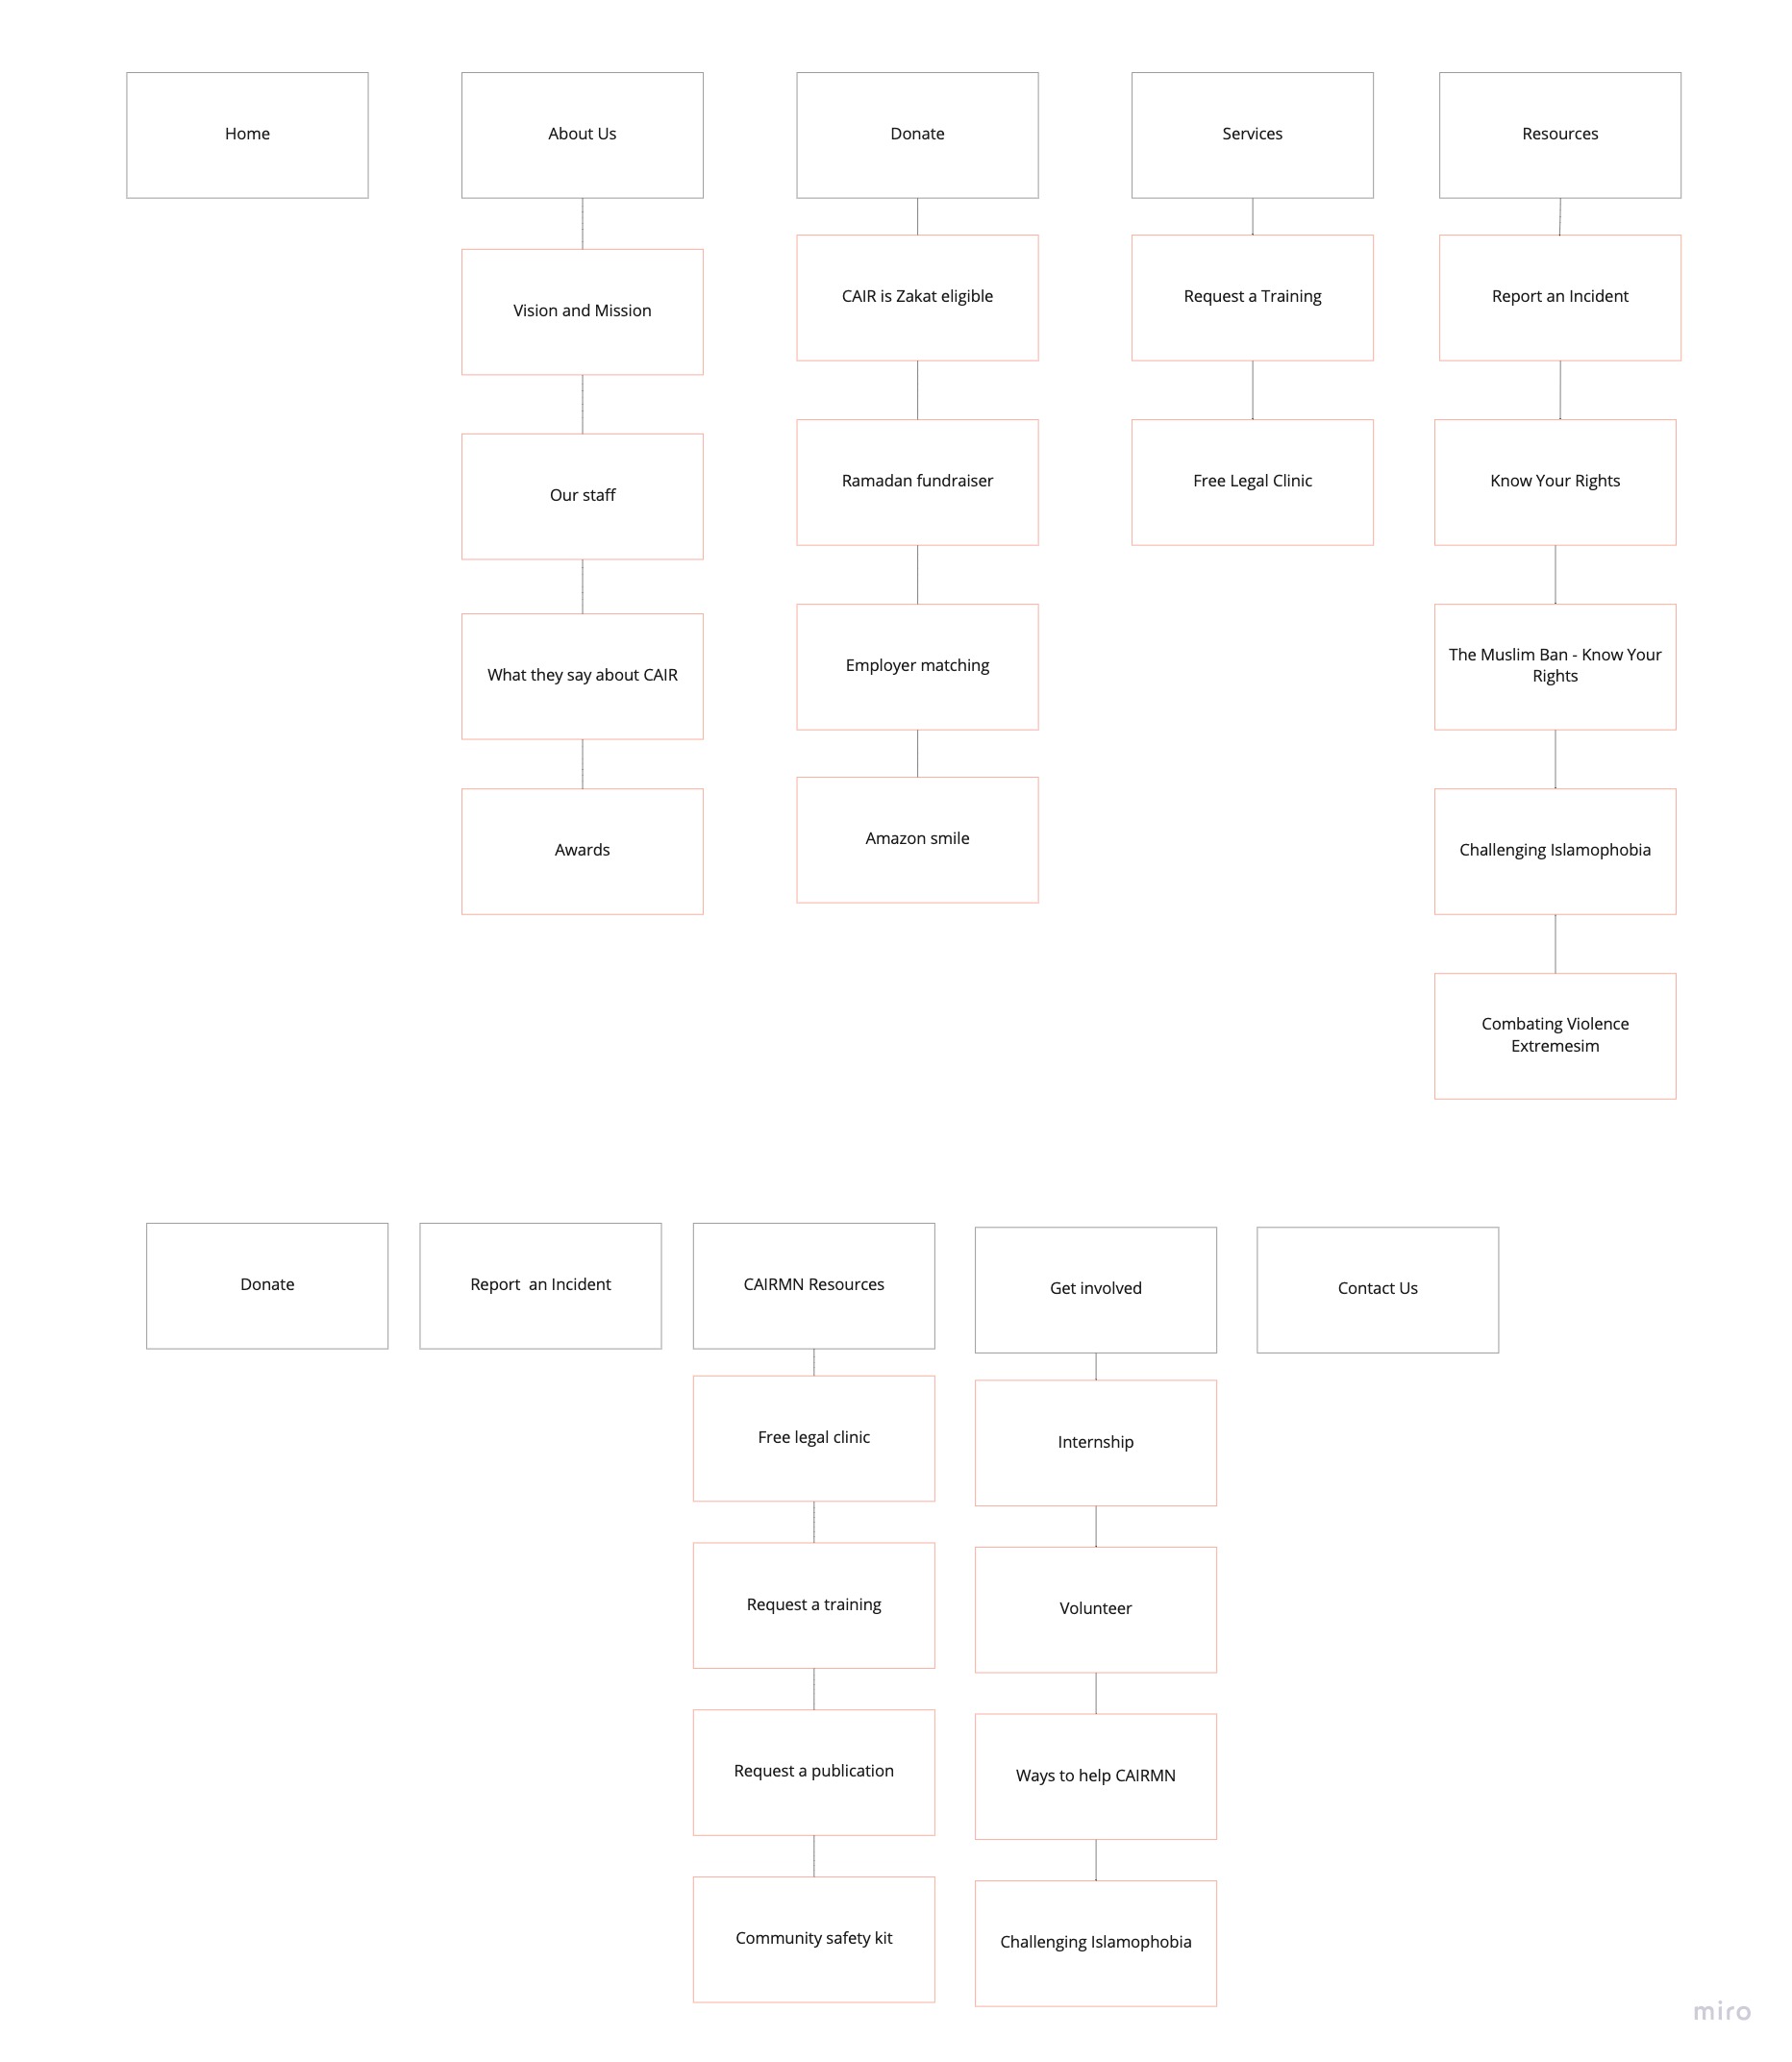 Home
About Us
Donate
Services
Resources
Vision and Mission
Our staff
What they say about CAIR
Awards
CAIR is Zakat eligible
Ramadan fundraiser
Employer matching
Amazon smile
Request a Training
Free Legal Clinic
Report an Incident
Know Your Rights
The Muslim Ban - Know Your
Rights
Challenging Islamophobia
Combating Violence
Extremesim
Donate
Report  an Incident
CAIRMN Resources
Get involved
Contact Us
Free legal clinic
Request a training
Request a publication
Community safety kit
Internship
Volunteer
Ways to help CAIRMN
Challenging Islamophobia
miro